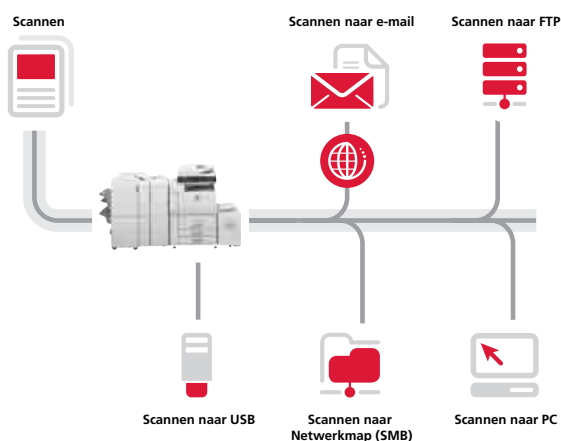 Scannen
Scannen naar e-mail
Scannen naar FTP
Scannen naar USB
Scannen naar
Netwerkmap (SMB)
Scannen naar PC